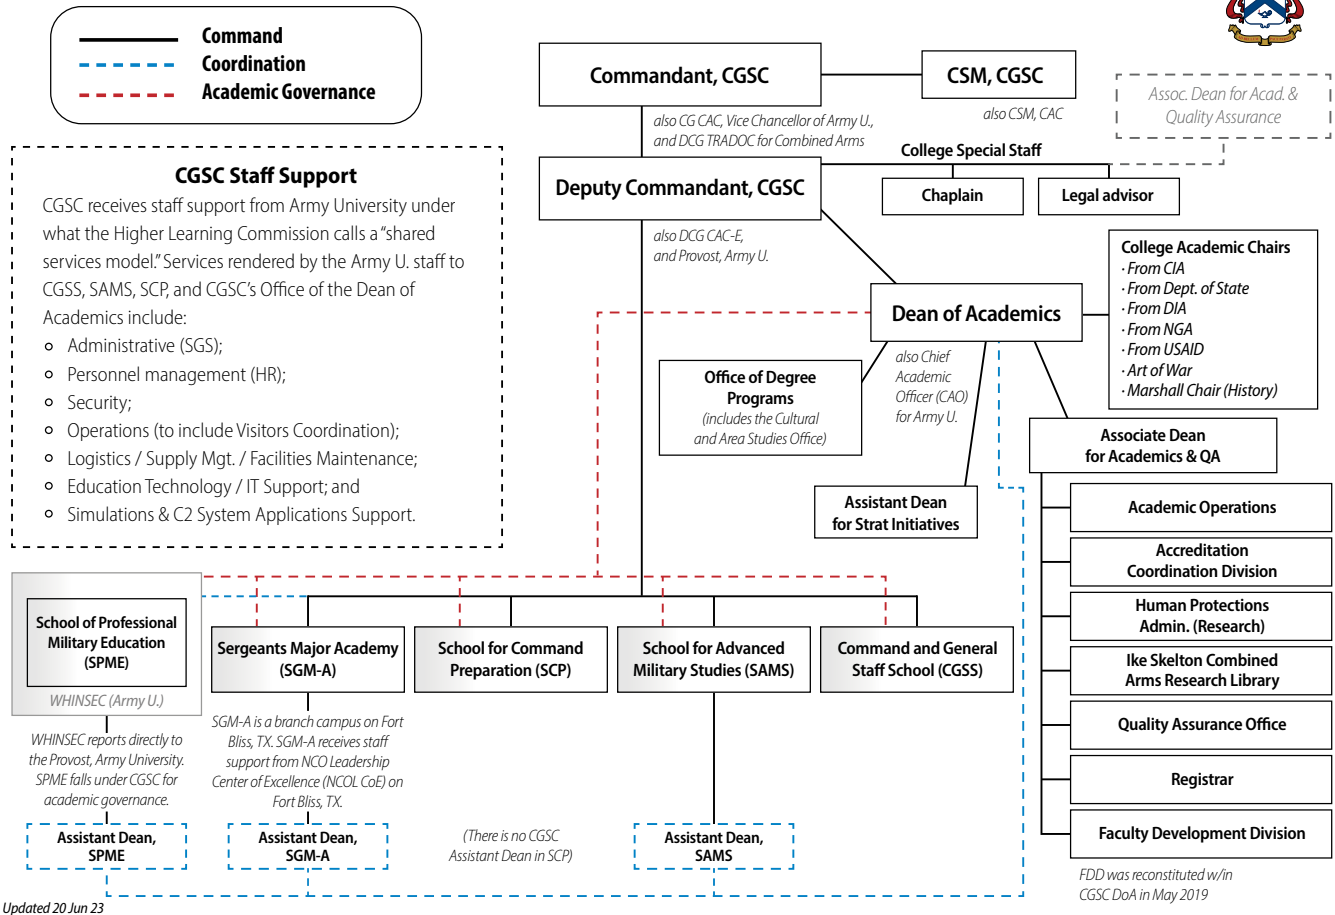 Command
Coordination
Academic Governance
Commandant, CGSC
also CG CAC, Vice Chancellor of Army U.,
and DCG TRADOC for Combined Arms
CSM, CGSC
also CSM, CAC
Assoc. Dean for Acad. &
Quality Assurance
College Special Staff
Chaplain
Legal advisor
Deputy Commandant, CGSC
also DCG CAC-E,
and Provost, Army U.
CGSC Staff Support
CGSC receives staff support from Army University under
what the Higher Learning Commission calls a “shared
services model.” Services rendered by the Army U. staff to
CGSS, SAMS, SCP, and CGSC’s Office of the Dean of
Academics include:
Administrative (SGS);
Personnel management (HR);
Security;
Operations (to include Visitors Coordination);
Logistics / Supply Mgt. / Facilities Maintenance;
Education Technology / IT Support; and
Simulations & C2 System Applications Support.
Dean of Academics
also Chief
Academic
Officer (CAO)
for Army U.
College Academic Chairs
· From CIA
· From Dept. of State
· From DIA
· From NGA
· From USAID
· Art of War
· Marshall Chair (History)
Office of Degree
Programs
(includes the Cultural
and Area Studies Office)
Assistant Dean
for Strat Initiatives
Associate Dean
for Academics & QA
Academic Operations
Accreditation
Coordination Division
Human Protections
Admin. (Research)
Ike Skelton Combined
Arms Research Library
Quality Assurance Office
Registrar
Faculty Development Division
FDD was reconstituted w/in
CGSC DoA in May 2019
School of Professional
Military Education
(SPME)
WHINSEC (Army U.)
WHINSEC reports directly to
the Provost, Army University.
SPME falls under CGSC for
academic governance.
Assistant Dean,
SPME
Sergeants Major Academy
(SGM-A)
SGM-A is a branch campus on Fort
Bliss, TX. SGM-A receives staff
support from NCO Leadership
Center of Excellence (NCOL CoE) on
Fort Bliss, TX.
Assistant Dean,
SGM-A
School for Command
Preparation (SCP)
(There is no CGSC
Assistant Dean in SCP)
School for Advanced
Military Studies (SAMS)
Assistant Dean,
SAMS
Command and General
Staff School (CGSS)
Updated 20 Jun 23